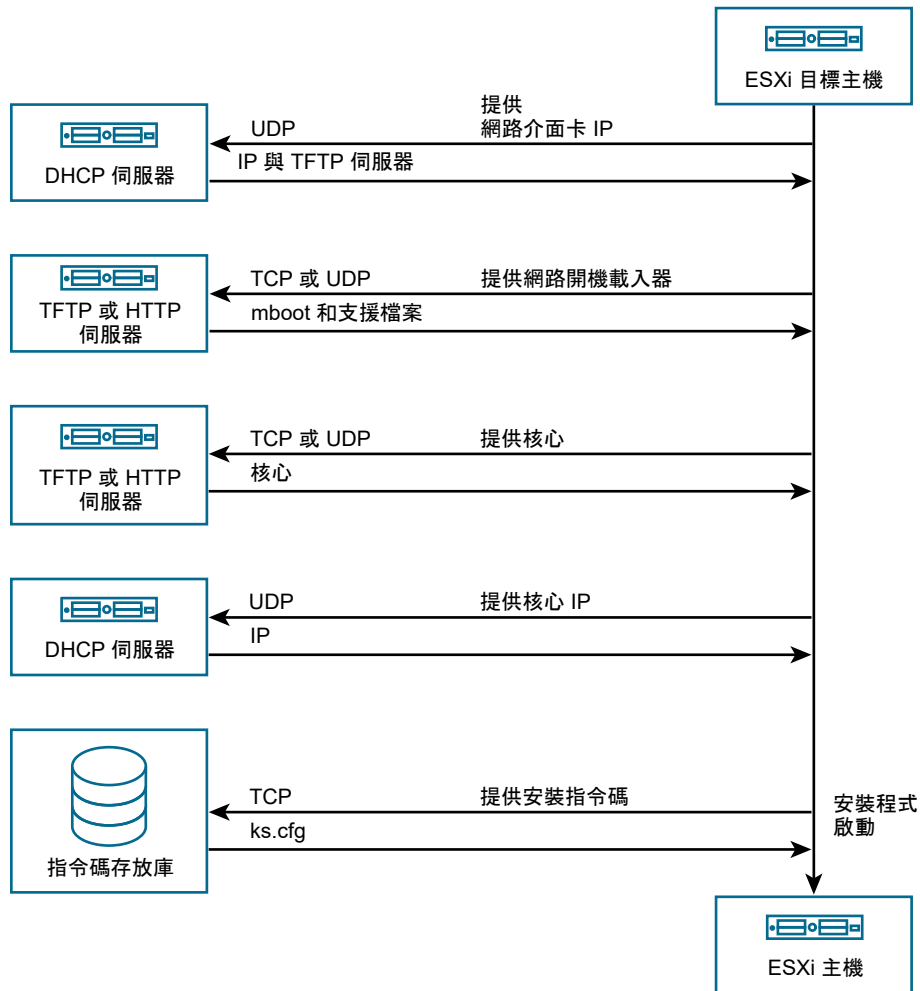 ESXi 目標主機
提供
UDP
網路介面卡 IP
DHCP 伺服器
IP 與 TFTP 伺服器
TCP 或 UDP
提供網路開機載入器
TFTP 或 HTTP
伺服器
mboot 和支援檔案
TCP 或 UDP
提供核心
TFTP 或 HTTP
伺服器
核心
UDP
提供核心 IP
DHCP 伺服器
IP
TCP
提供安裝指令碼
安裝程式
啟動
ks.cfg
指令碼存放庫
ESXi 主機